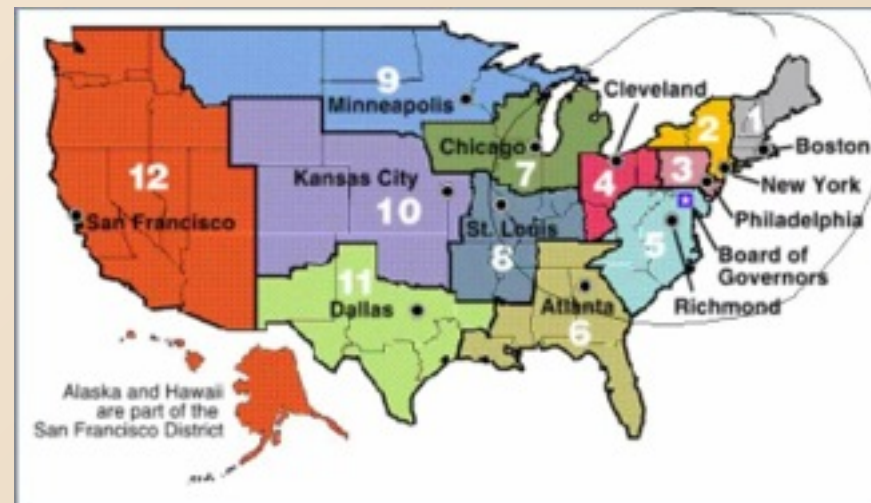 9
Minneapolis
Cleveland
2
1
Chicago
7
Boston
12
Kansas City
4
3
New York
10
San Francisco
St. Louis
8
5
Philadelphia
Board of
Governors
11
Dallas
Atlanta
6
Richmond
Alaska and Hawaii
are part of the
San Francisco District